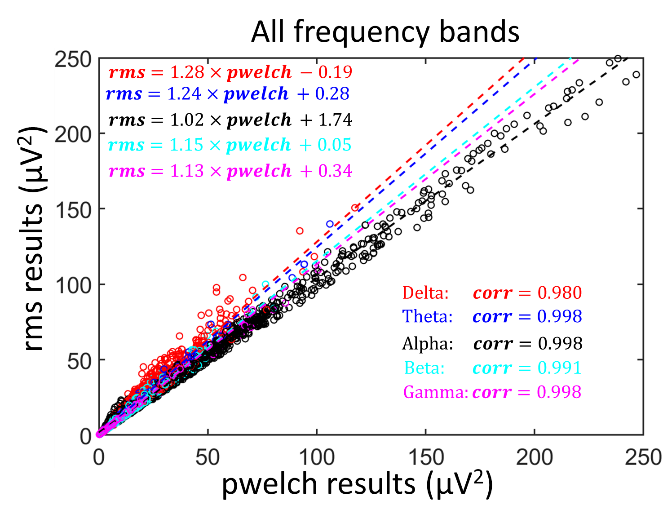 All frequency bands
rms = 1.28 × pwelch − 0.19
rms = 1.24 × pwelch + 0.28
rms = 1.02 × pwelch + 1.74
rms = 1.15 × pwelch + 0.05
rms = 1.13 × pwelch + 0.34
250
200
150
100
50
0
rms results (µV²)
Delta: corr = 0.980
Theta: corr = 0.998
Alpha: corr = 0.998
Beta: corr = 0.991
Gamma: corr = 0.998
0 50 100 150 200 250
pwelch results (µV²)